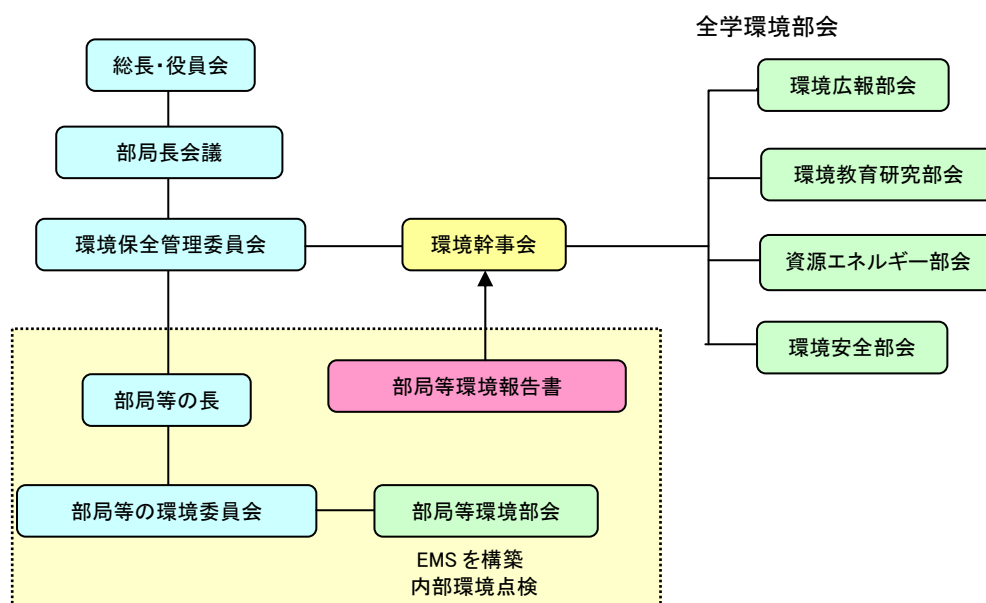 全学環境部会
総長・役員会
環境広報部会
部局長会議
環境教育研究部会
環境保全管理委員会
環境幹事会
資源エネルギー部会
環境安全部会
部局等の長
部局等環境報告書
部局等の環境委員会
部局等環境部会
EMSを構築
内部環境点検